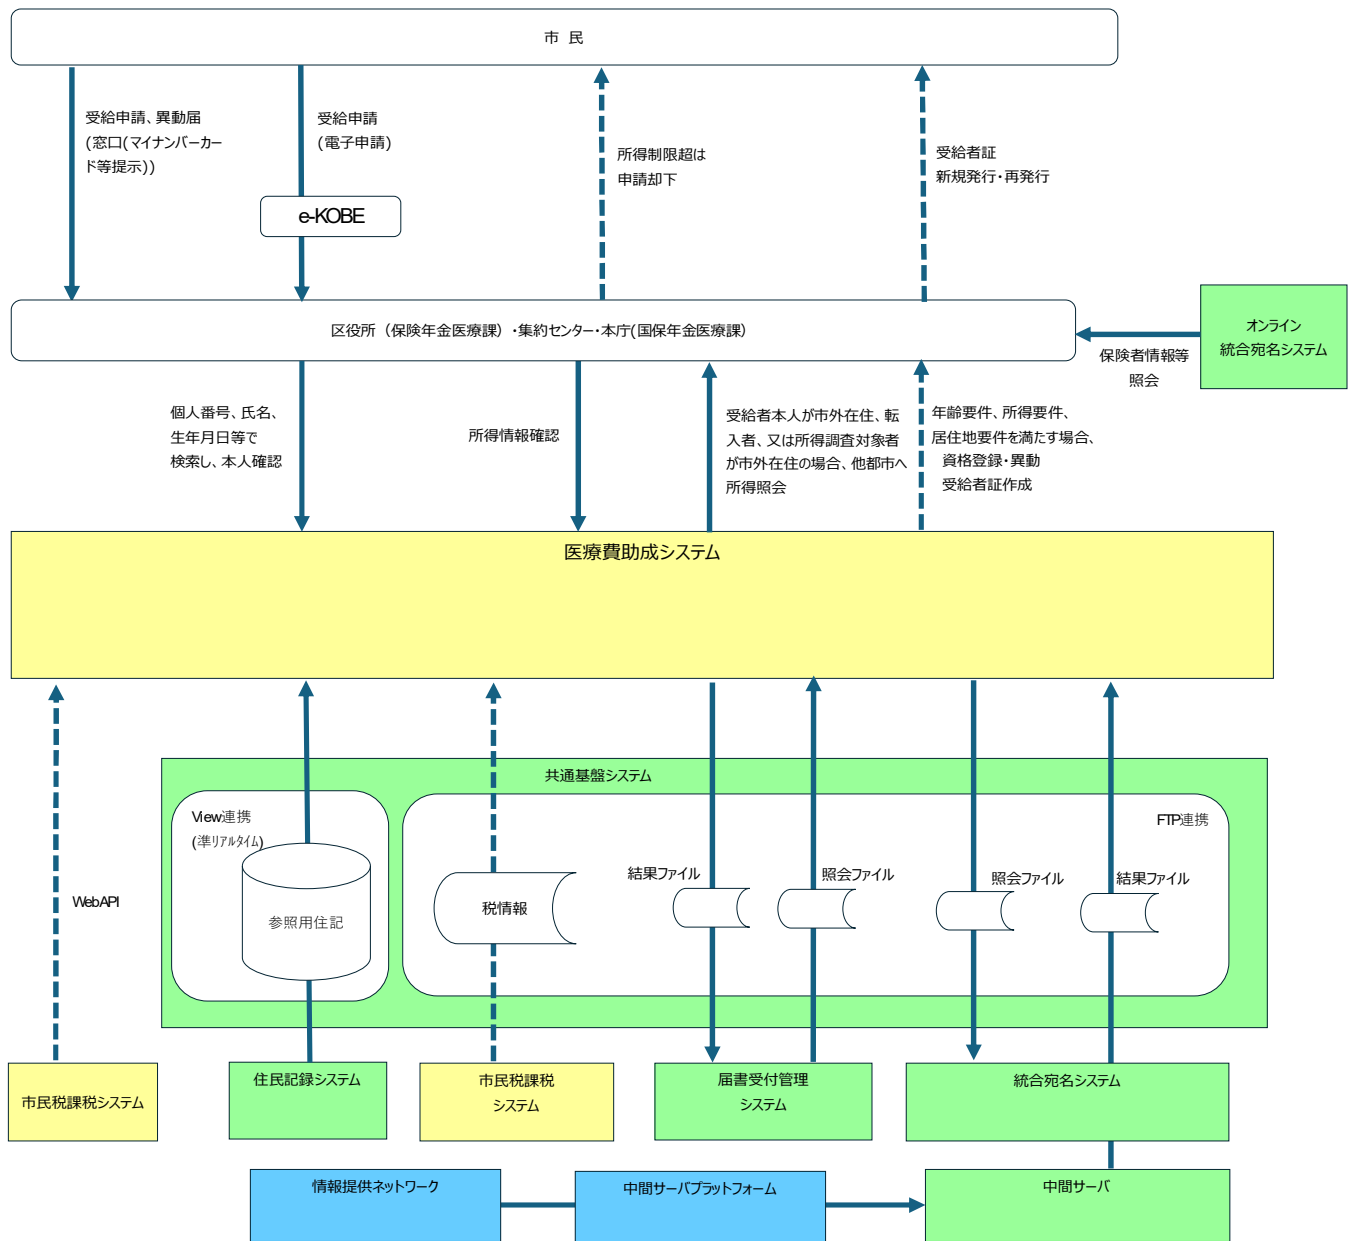 市 民
受給申請、異動届
(窓口(マイナンバーカー
ド等提示))
受給申請
(電子申請)
所得制限超は
申請却下
受給者証
新規発行・再発行
e-KOBE
区役所（保険年金医療課）・集約センター・本庁(国保年金医療課)
オンライン
統合宛名システム
保険者情報等
照会
個人番号、氏名、
生年月日等で
検索し、本人確認
所得情報確認
受給者本人が市外在住、転
入者、又は所得調査対象者
が市外在住の場合、他都市へ
所得照会
年齢要件、所得要件、
居住地要件を満たす場合、
資格登録・異動
受給者証作成
医療費助成システム
共通基盤システム
View連携
(準リアルタイム)
FTP連携
参照用住記
税情報
結果ファイル
照会ファイル
照会ファイル
結果ファイル
WebAPI
市民税課税システム
住民記録システム
市民税課税
システム
届書受付管理
システム
統合宛名システム
情報提供ネットワーク
中間サーバプラットフォーム
中間サーバ